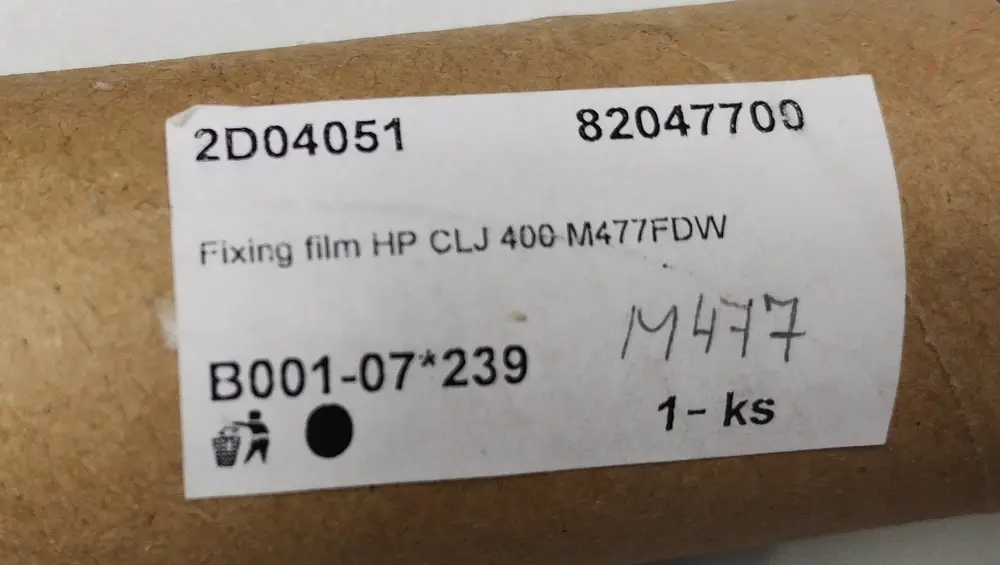 2D04051 82047700
Fixing film HP CLJ 400 M477FDW
M477
B001-07*239
1- ks